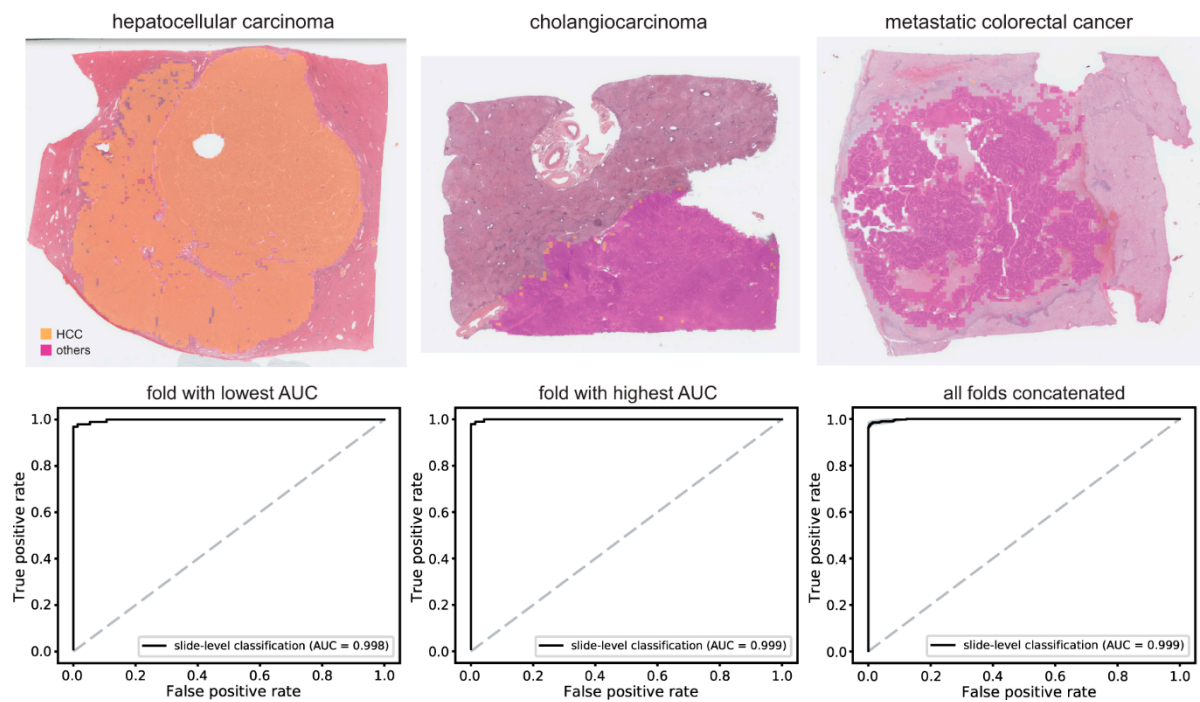 hepatocellular carcinoma
cholangiocarcinoma
metastatic colorectal cancer
HCC
others
fold with lowest AUC
fold with highest AUC
all folds concatenated
True positive rate
1.0
0.8
0.6
0.4
0.2
0.0
slide-level classification (AUC = 0.998)
0.0 0.2 0.4 0.6 0.8 1.0
False positive rate
True positive rate
1.0
0.8
0.6
0.4
0.2
0.0
slide-level classification (AUC = 0.999)
0.0 0.2 0.4 0.6 0.8 1.0
False positive rate
True positive rate
1.0
0.8
0.6
0.4
0.2
0.0
slide-level classification (AUC = 0.999)
0.0 0.2 0.4 0.6 0.8 1.0
False positive rate